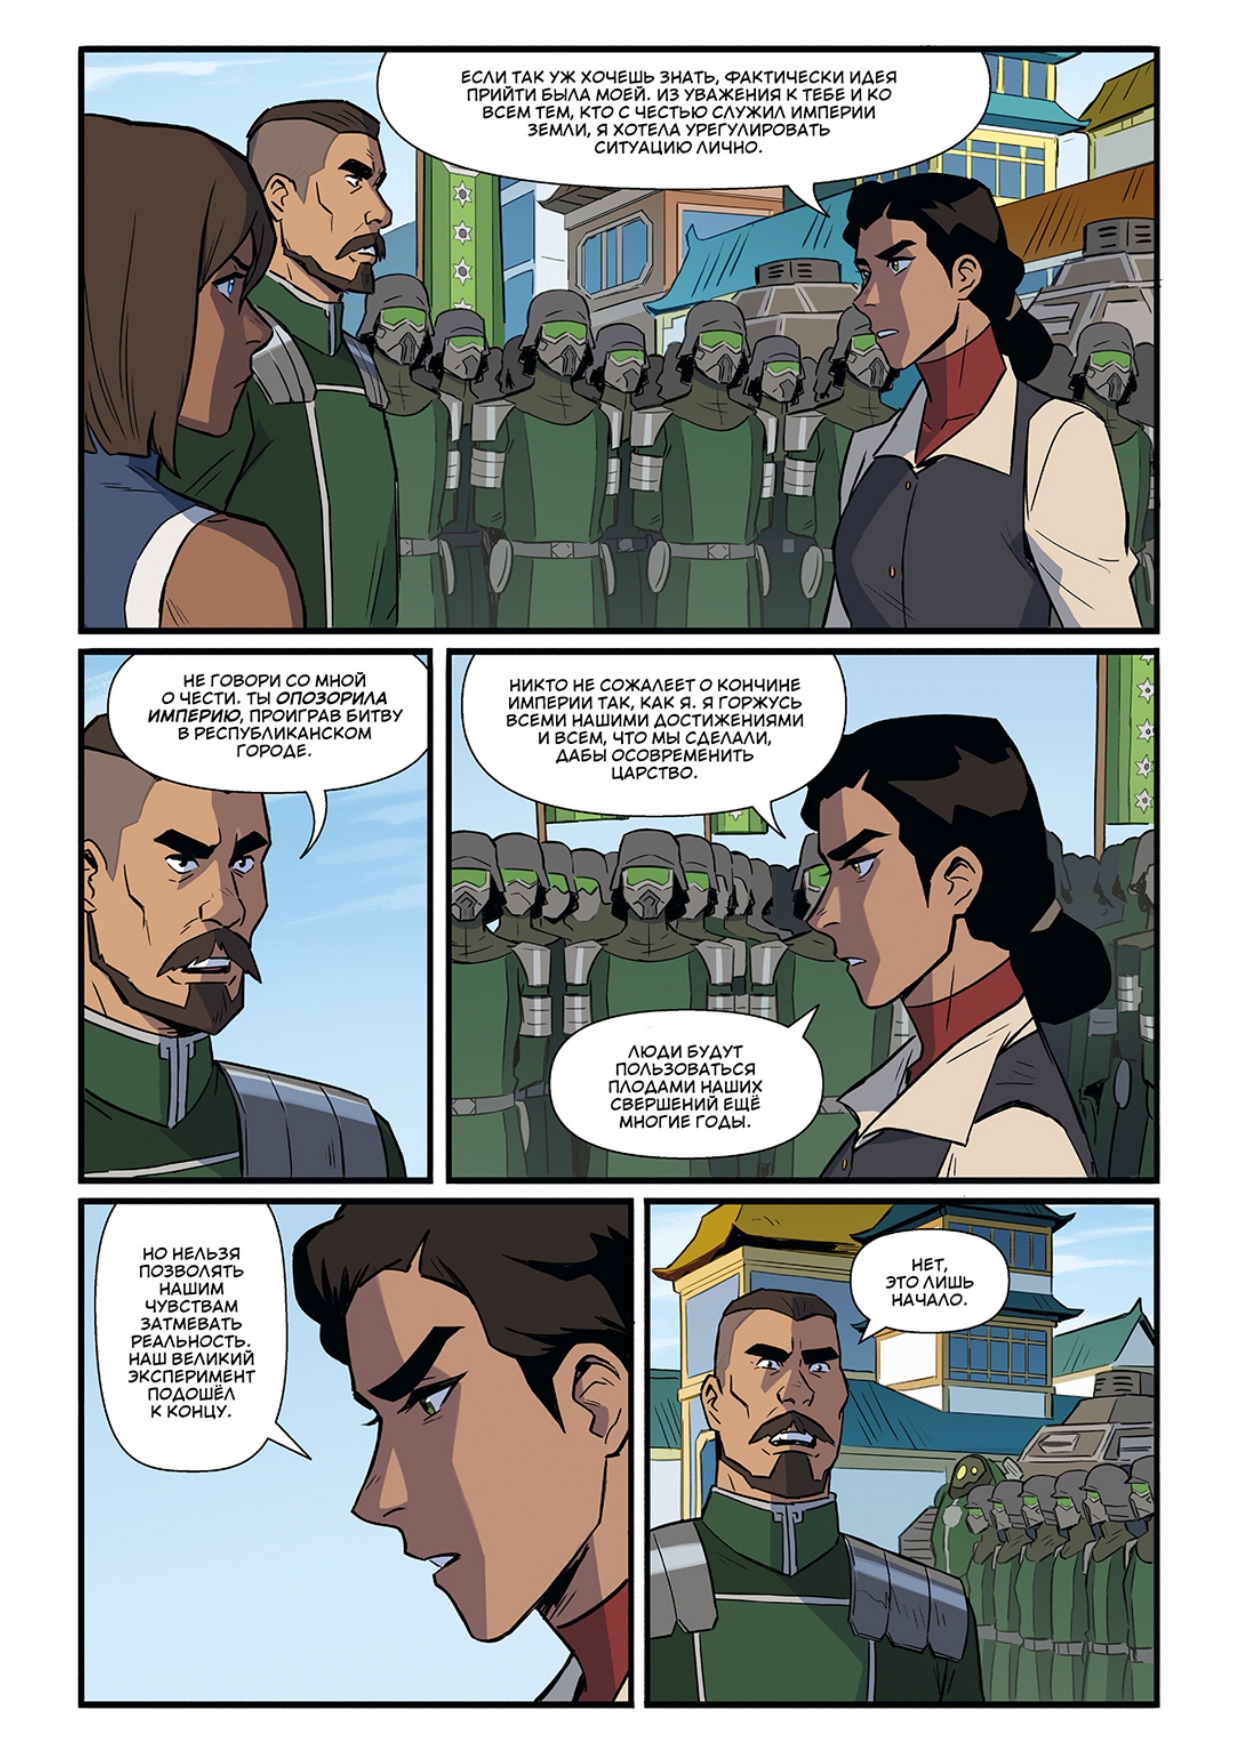 ЕСЛИ ТАК УЖ ХОЧЕШЬ ЗНАТЬ, ФАКТИЧЕСКИ ИДЕЯ
ПРИЙТИ БЫЛА МОЕЙ. ИЗ УВАЖЕНИЯ К ТЕБЕ И КО
ВСЕМ ТЕМ, КТО С ЧЕСТЬЮ СЛУЖИЛ ИМПЕРИИ
ЗЕМЛИ, Я ХОТЕЛА УРЕГУЛИРОВАТЬ
СИТУАЦИЮ ЛИЧНО.
НЕ ГОВОРИ СО МНОЙ
О ЧЕСТИ. ТЫ ОПОЗОРИЛА
ИМПЕРИЮ, ПРОИГРАВ БИТВУ
В РЕСПУБЛИКАНСКОМ
ГОРОДЕ.
НИКТО НЕ СОЖАЛЕЕТ О КОНЧИНЕ
ИМПЕРИИ ТАК, КАК Я. Я ГОРЖУСЬ
ВСЕМИ НАШИМИ ДОСТИЖЕНИЯМИ
И ВСЕМ, ЧТО МЫ СДЕЛАЛИ,
ДАБЫ ОСОВРЕМЕНИТЬ
ЦАРСТВО.
ЛЮДИ БУДУТ
ПОЛЬЗОВАТЬСЯ
ПЛОДАМИ НАШИХ
СВЕРШЕНИЙ ЕЩЁ
МНОГИЕ ГОДЫ.
НО НЕЛЬЗЯ
ПОЗВОЛЯТЬ
НАШИМ
ЧУВСТВАМ
ЗАТМЕВАТЬ
РЕАЛЬНОСТЬ.
НАШ ВЕЛИКИЙ
ЭКСПЕРИМЕНТ
ПОДОШЁЛ
К КОНЦУ.
НЕТ,
ЭТО ЛИШЬ
НАЧАЛО.